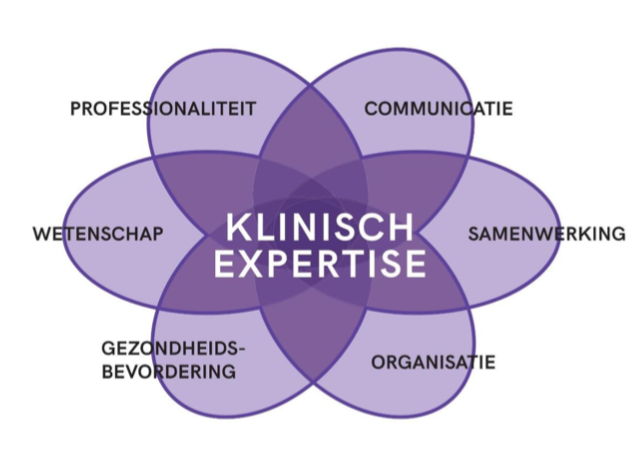 PROFESSIONALITEIT
COMMUNICATIE
WETENSCHAP
KLINISCH
EXPERTISE
SAMENWERKING
GEZONDHEIDS-
BEVORDERING
ORGANISATIE